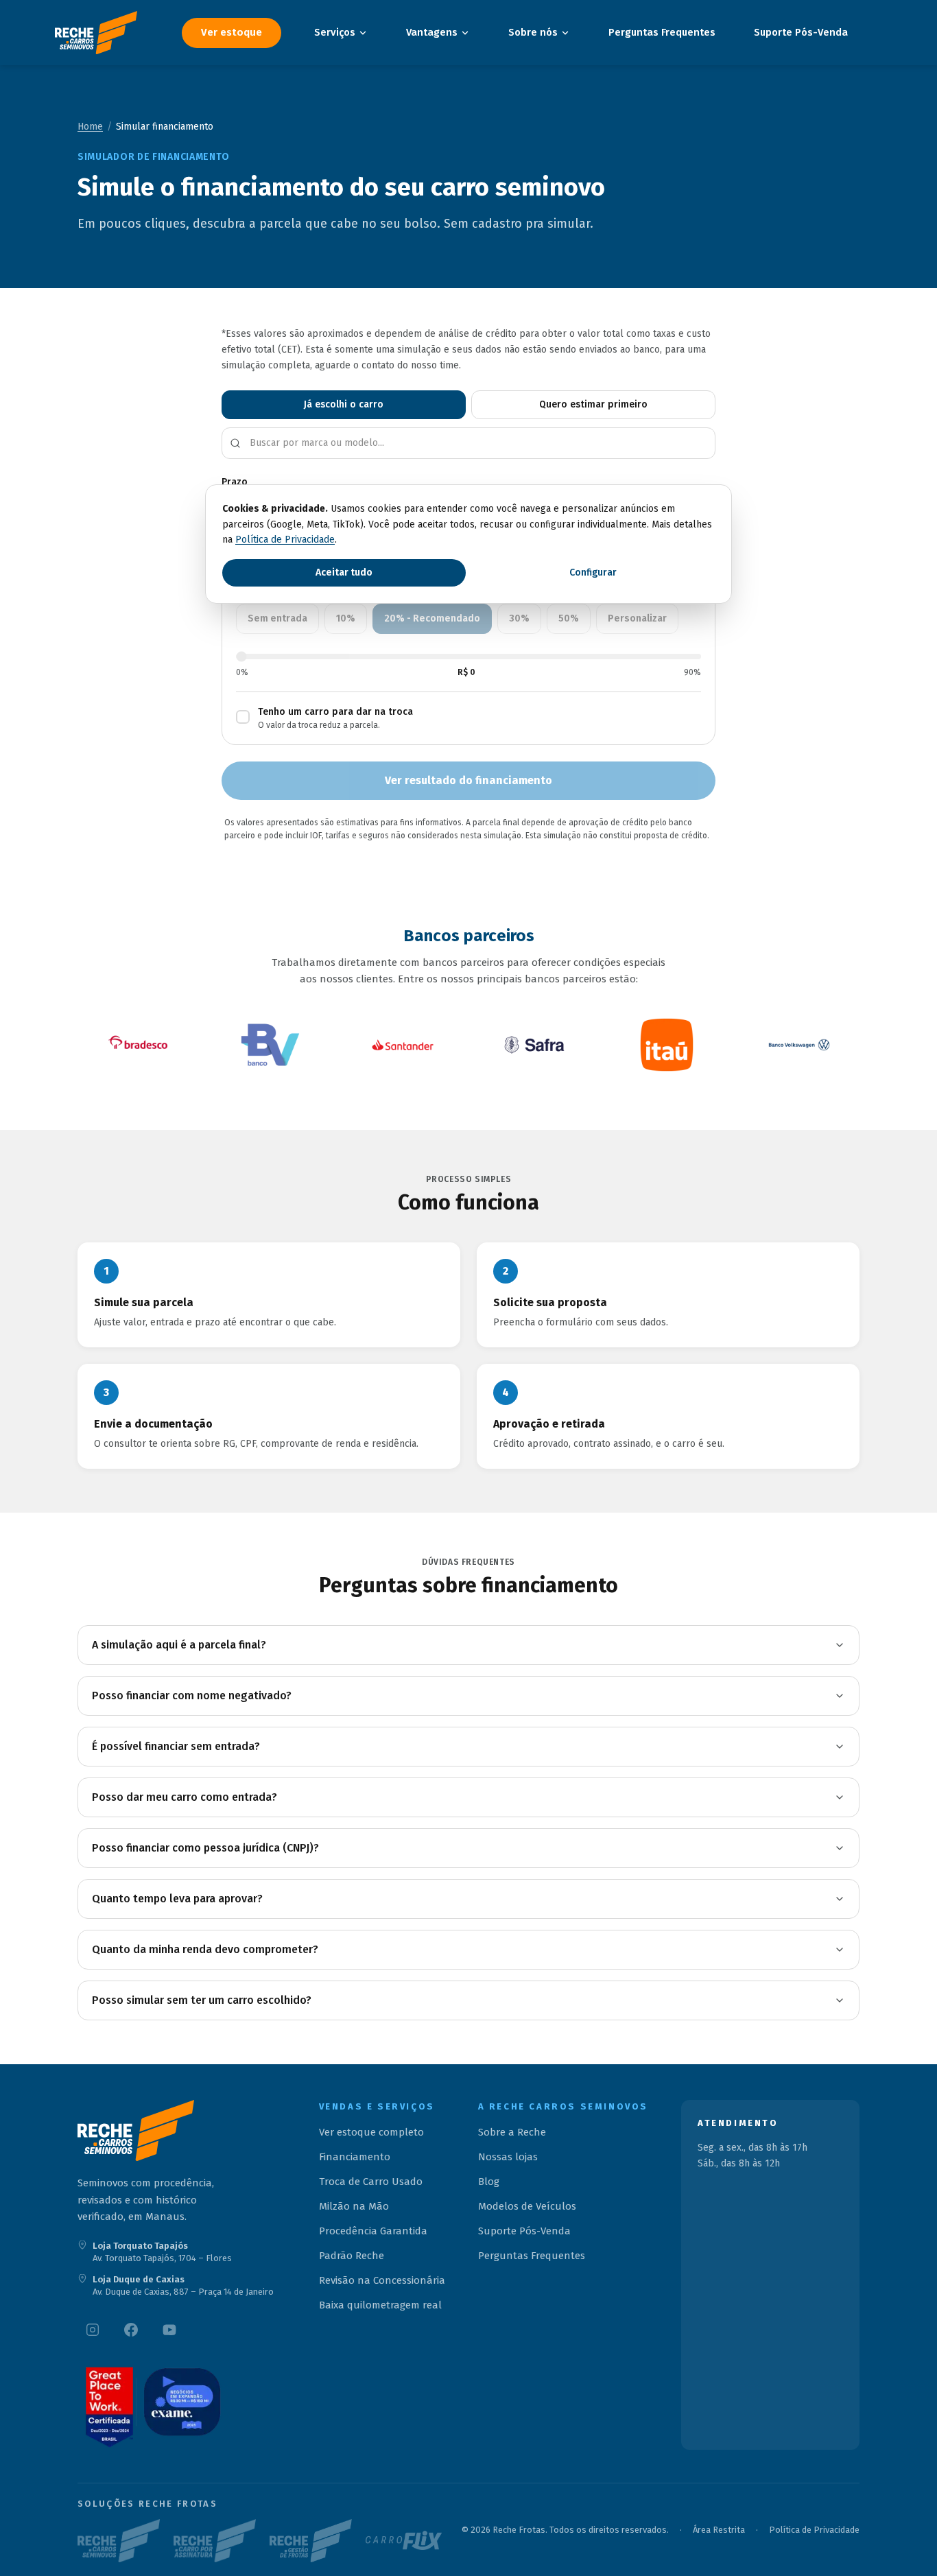 RECHE
CARROS
SEMINOVOS
Ver estoque
Serviços
Vantagens
Sobre nós
Perguntas Frequentes
Suporte Pós-Venda
Home / Simular financiamento
SIMULADOR DE FINANCIAMENTO
Simule o financiamento do seu carro seminovo
Em poucos cliques, descubra a parcela que cabe no seu bolso. Sem cadastro pra simular.
*Esses valores são aproximados e dependem de análise de crédito para obter o valor total como taxas e custo
efetivo total (CET). Esta é somente uma simulação e seus dados não estão sendo enviados ao banco, para uma
simulação completa, aguarde o contato do nosso time.
Já escolhi o carro
Quero estimar primeiro
Buscar por marca ou modelo...
Prazo
Cookies & privacidade. Usamos cookies para entender como você navega e personalizar anúncios em
parceiros (Google, Meta, TikTok). Você pode aceitar todos, recusar ou configurar individualmente. Mais detalhes
na Política de Privacidade.
Aceitar tudo
Configurar
Sem entrada
10%
20% - Recomendado
30%
50%
Personalizar
0%
R$ 0
90%
Tenho um carro para dar na troca
O valor da troca reduz a parcela.
Ver resultado do financiamento
Os valores apresentados são estimativas para fins informativos. A parcela final depende de aprovação de crédito pelo banco
parceiro e pode incluir IOF, tarifas e seguros não considerados nesta simulação. Esta simulação não constitui proposta de crédito.
Bancos parceiros
Trabalhamos diretamente com bancos parceiros para oferecer condições especiais
aos nossos clientes. Entre os nossos principais bancos parceiros estão:
bradesco
BV
banco
Santander
Safra
itaú
Banco Volkswagen
PROCESSO SIMPLES
Como funciona
1
Simule sua parcela
Ajuste valor, entrada e prazo até encontrar o que cabe.
2
Solicite sua proposta
Preencha o formulário com seus dados.
3
Envie a documentação
O consultor te orienta sobre RG, CPF, comprovante de renda e residência.
4
Aprovação e retirada
Crédito aprovado, contrato assinado, e o carro é seu.
DÚVIDAS FREQUENTES
Perguntas sobre financiamento
A simulação aqui é a parcela final?
Posso financiar com nome negativado?
É possível financiar sem entrada?
Posso dar meu carro como entrada?
Posso financiar como pessoa jurídica (CNPJ)?
Quanto tempo leva para aprovar?
Quanto da minha renda devo comprometer?
Posso simular sem ter um carro escolhido?
RECHE
CARROS
SEMINOVOS
Seminovos com procedência,
revisados e com histórico
verificado, em Manaus.
Loja Torquato Tapajós
Av. Torquato Tapajós, 1704 – Flores
Loja Duque de Caxias
Av. Duque de Caxias, 887 – Praça 14 de Janeiro
Great
Place
To
Work.
Certificada
Dez/2023 - Dez/2024
BRASIL
NEGÓCIOS
EM EXPANSÃO
exame.
VENDAS E SERVIÇOS
Ver estoque completo
Financiamento
Troca de Carro Usado
Milzão na Mão
Procedência Garantida
Padrão Reche
Revisão na Concessionária
Baixa quilometragem real
A RECHE CARROS SEMINOVOS
Sobre a Reche
Nossas lojas
Blog
Modelos de Veículos
Suporte Pós-Venda
Perguntas Frequentes
ATENDIMENTO
Seg. a sex., das 8h às 17h
Sáb., das 8h às 12h
SOLUÇÕES RECHE FROTAS
RECHE
CARROS
SEMINOVOS
RECHE
CARRO POR
ASSINATURA
RECHE
GESTÃO
DE FROTAS
CARROFLIX
© 2026 Reche Frotas. Todos os direitos reservados. · Área Restrita · Política de Privacidade